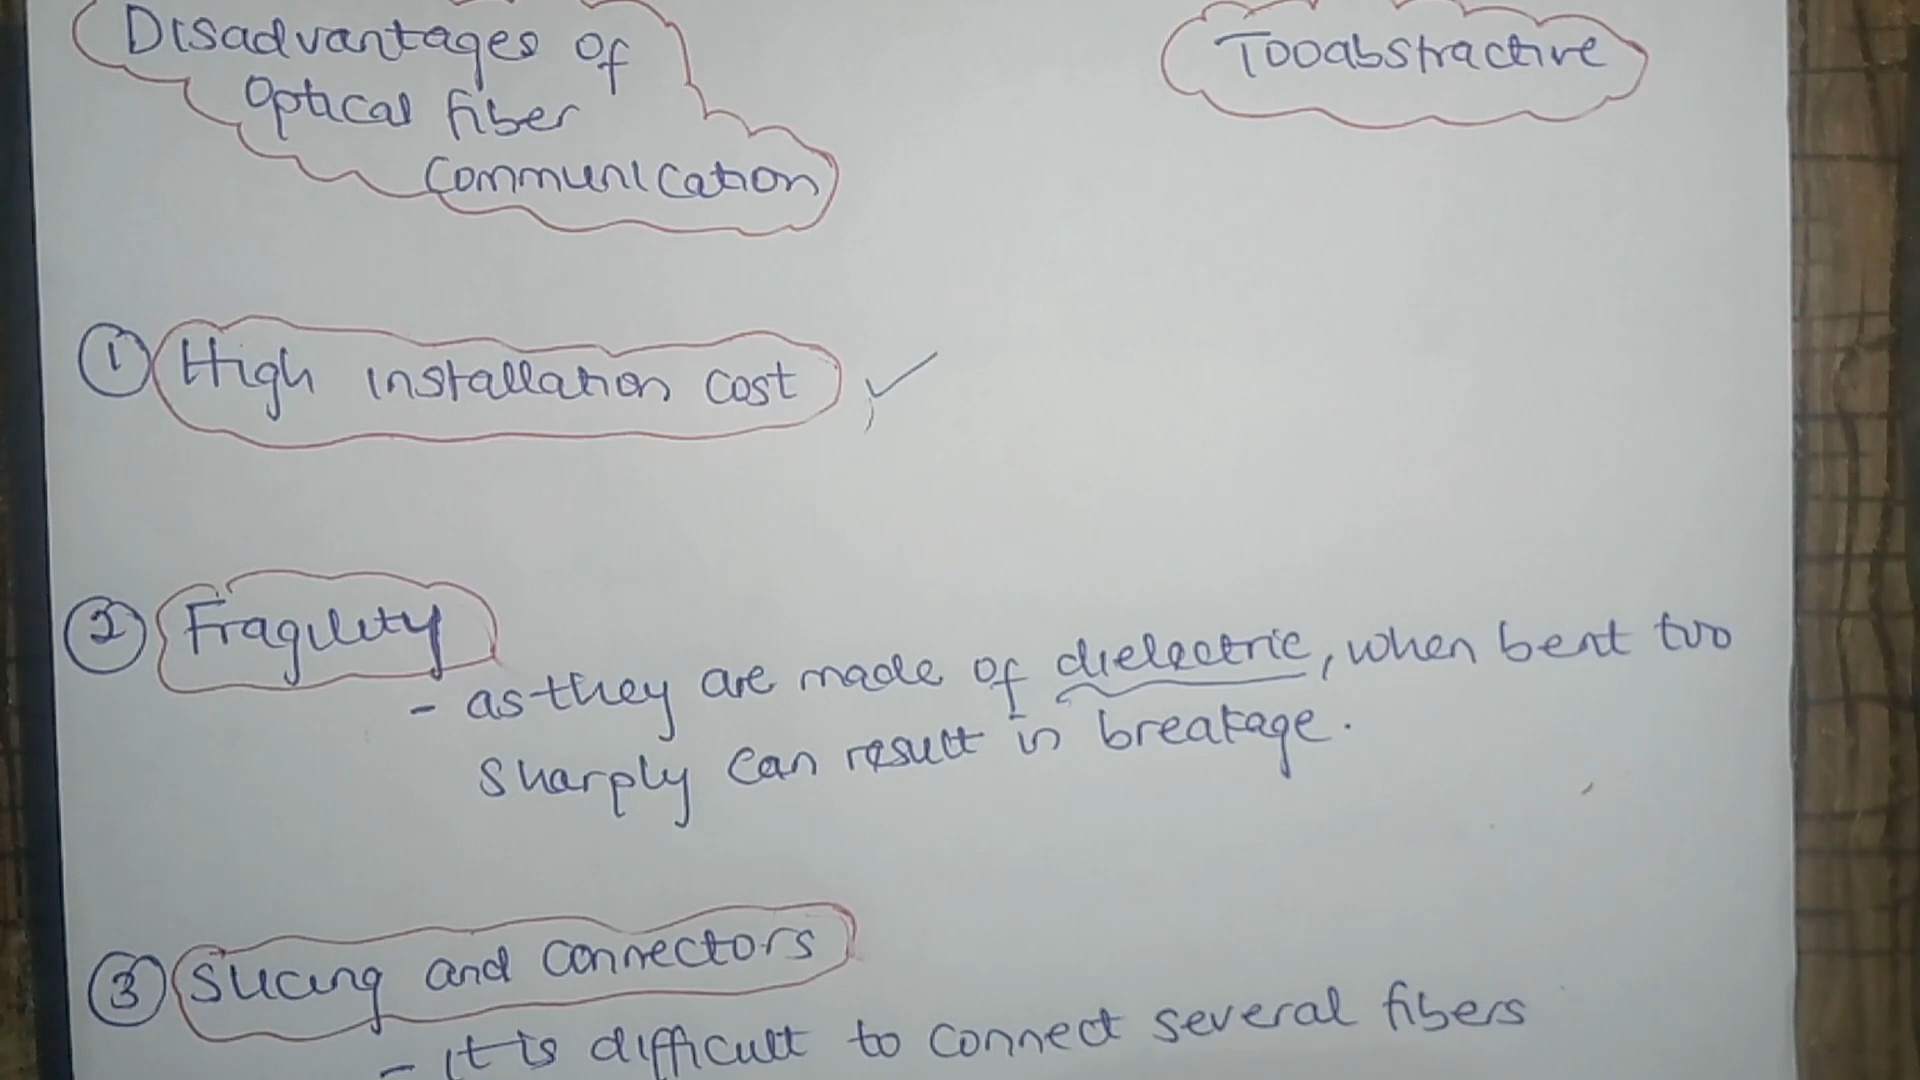 Disadvantages of
Optical fiber
Communication
Tooabstractive
① High installation cost
② Fragility
- as they are made of dielectric, when bent too
sharply can result in breakage.
③ Slicing and connectors
- it is difficult to connect several fibers